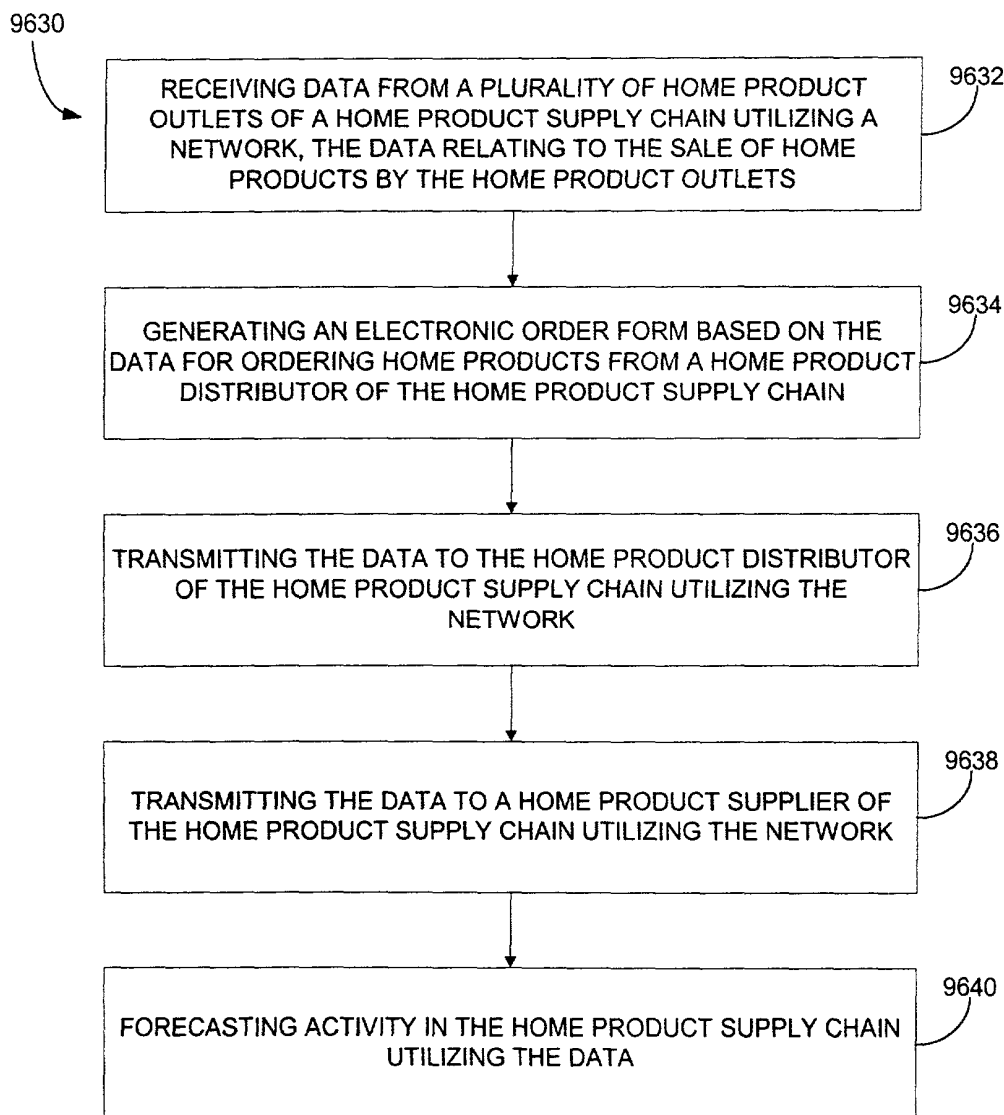 9630
RECEIVING DATA FROM A PLURALITY OF HOME PRODUCT
OUTLETS OF A HOME PRODUCT SUPPLY CHAIN UTILIZING A
NETWORK, THE DATA RELATING TO THE SALE OF HOME
PRODUCTS BY THE HOME PRODUCT OUTLETS
9632
GENERATING AN ELECTRONIC ORDER FORM BASED ON THE
DATA FOR ORDERING HOME PRODUCTS FROM A HOME PRODUCT
DISTRIBUTOR OF THE HOME PRODUCT SUPPLY CHAIN
9634
TRANSMITTING THE DATA TO THE HOME PRODUCT DISTRIBUTOR
OF THE HOME PRODUCT SUPPLY CHAIN UTILIZING THE
NETWORK
9636
TRANSMITTING THE DATA TO A HOME PRODUCT SUPPLIER OF
THE HOME PRODUCT SUPPLY CHAIN UTILIZING THE NETWORK
9638
FORECASTING ACTIVITY IN THE HOME PRODUCT SUPPLY CHAIN
UTILIZING THE DATA
9640